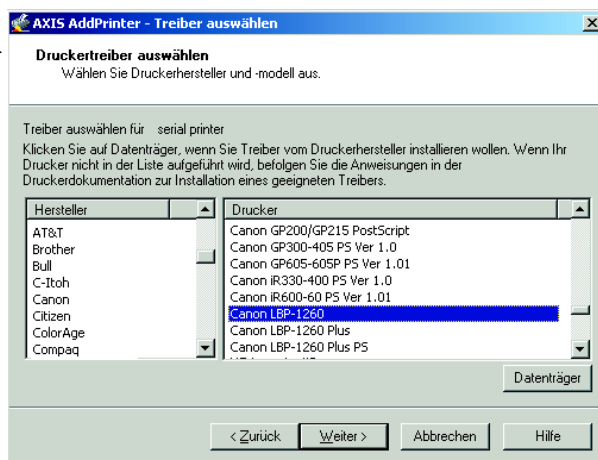 AXIS AddPrinter - Treiber auswählen
Druckertreiber auswählen
Wählen Sie Druckerhersteller und -modell aus.
Treiber auswählen für serial printer
Klicken Sie auf Datenträger, wenn Sie Treiber vom Druckerhersteller installieren wollen. Wenn Ihr
Drucker nicht in der Liste aufgeführt wird, befolgen Sie die Anweisungen in der
Druckerdokumentation zur Installation eines geeigneten Treibers.
Hersteller
AT&T
Brother
Bull
C-Itoh
Canon
Citizen
ColorAge
Compaq
Drucker
Canon GP200/GP215 PostScript
Canon GP300-405 PS Ver 1.0
Canon GP605-605P PS Ver 1.01
Canon iR330-400 PS Ver 1.0
Canon iR600-60 PS Ver 1.01
Canon LBP-1260
Canon LBP-1260 Plus
Canon LBP-1260 Plus PS
Datenträger
< Zurück
Weiter >
Abbrechen
Hilfe